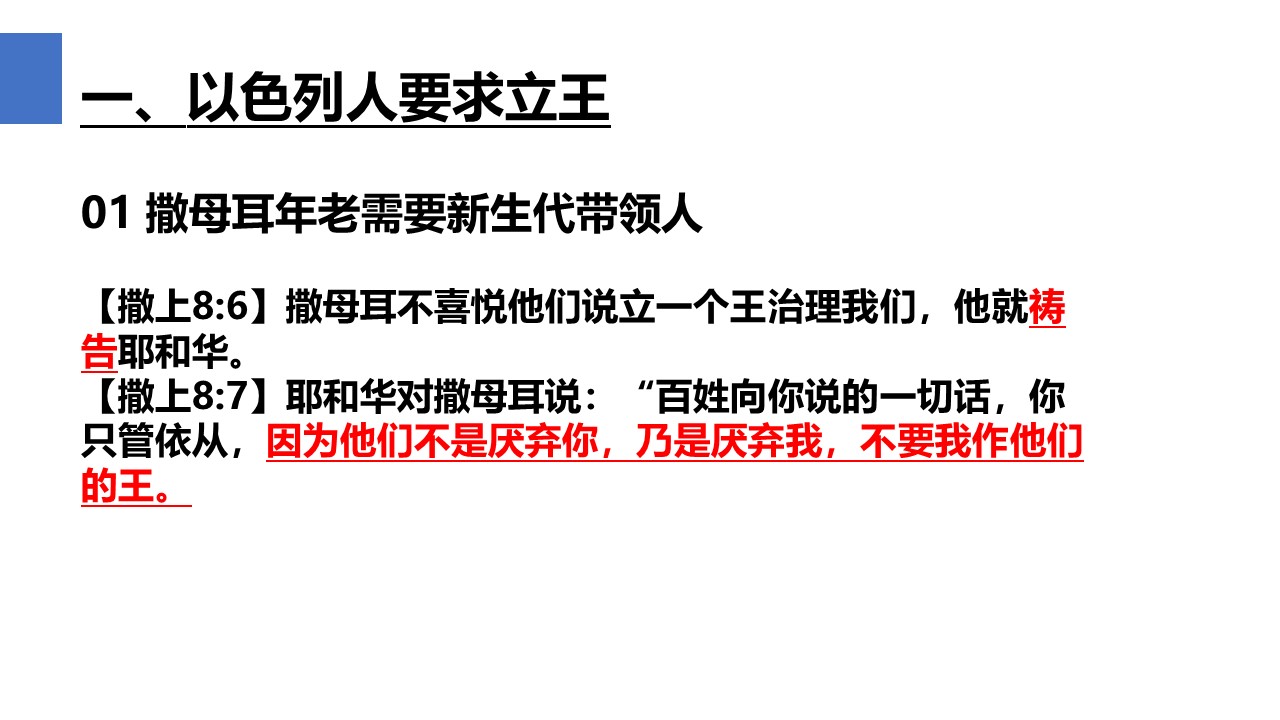 一、以色列人要求立王
01 撒母耳年老需要新生代带领人
【撒上8:6】撒母耳不喜悦他们说立一个王治理我们，他就祷
告耶和华。
【撒上8:7】耶和华对撒母耳说：“百姓向你说的一切话，你
只管依从，因为他们不是厌弃你，乃是厌弃我，不要我作他们
的王。